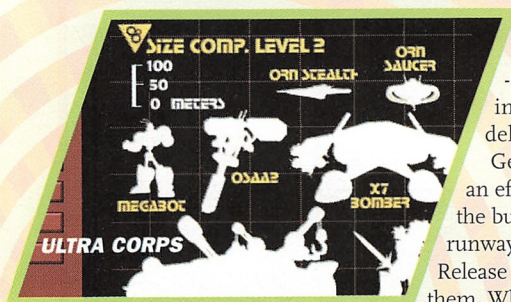 SIZE COMP. LEVEL 2
100
50
0 METERS
ORN STEALTH
ORN
SAUCER
MEGABOT
OSAA2
X7
BOMBER
ULTRA CORPS
-
in
del
Ge
an ef
the bu
runway
Release
them. Wh